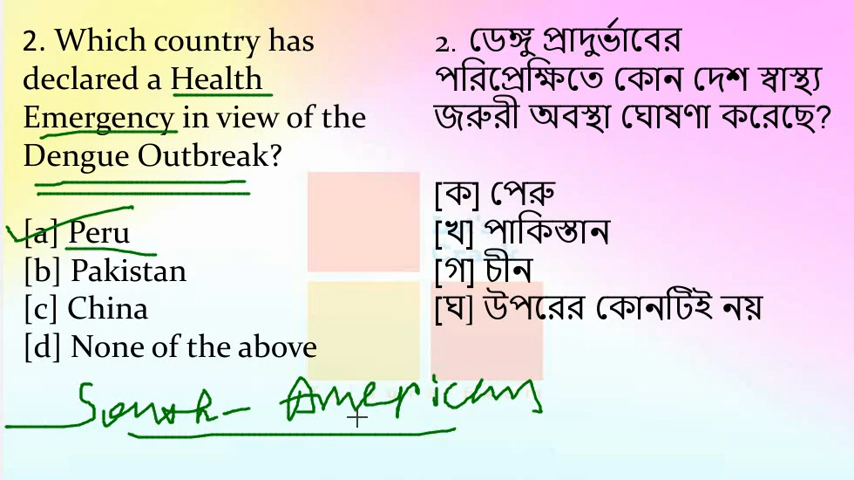 2. Which country has
declared a Health
Emergency in view of the
Dengue Outbreak?
[a] Peru
[b] Pakistan
[c] China
[d] None of the above
2. ডেঙ্গু প্রাদুর্ভাবের
পরিপ্রেক্ষিতে কোন দেশ স্বাস্থ্য
জরুরী অবস্থা ঘোষণা করেছে?
[ক] পেরু
[খ] পাকিস্তান
[গ] চীন
[ঘ] উপরের কোনটিই নয়
South- American